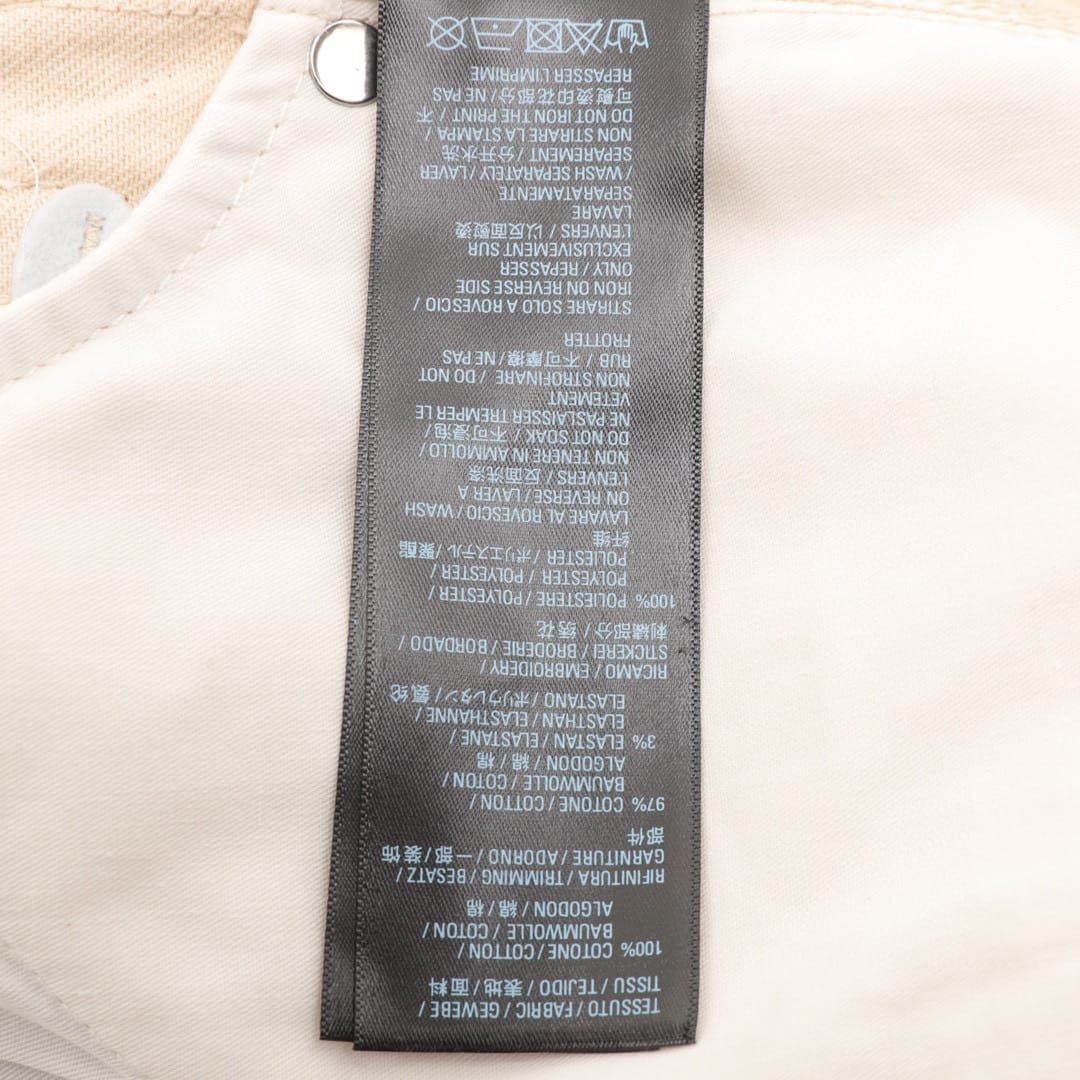 TESSUTO / FABRIC / GEWEBE /
TISSU / TEJIDO / 表地 / 面料
100% COTONE / COTTON /
BAUMWOLLE / COTON /
ALGODON / 綿 / 棉
RIFINITURA / TRIMMING / BESATZ /
GARNITURE / ADORNO / 一部 / 装饰
部件
97% COTONE / COTTON /
BAUMWOLLE / COTON /
ALGODON / 綿 / 棉
3% ELASTAN / ELASTANE /
ELASTHAN / ELASTHANNE /
ELASTANO / ポリウレタン / 氨纶
RICAMO / EMBROIDERY /
STICKEREI / BRODERIE / BORDADO /
刺繍部分 / 绣花
100% POLIESTERE / POLYESTER /
POLYESTER / POLYESTER /
POLIESTER / ポリエステル / 聚酯
纤维
LAVARE AL ROVESCIO / WASH
ON REVERSE / LAVER A
L'ENVERS / 反面洗涤
NON TENERE IN AMMOLLO /
DO NOT SOAK / 不可浸泡 /
NE PASLAISSER TREMPER LE
VETEMENT
NON STROFINARE / DO NOT
RUB / 不可摩擦 / NE PAS
FROTTER
STIRARE SOLO A ROVESCIO /
IRON ON REVERSE SIDE
ONLY / REPASSER
EXCLUSIVEMENT SUR
L'ENVERS / 以反面熨烫
LAVARE
SEPARATAMENTE
/ WASH SEPARATELY / LAVER
SEPAREMENT / 分开水洗
NON STIRARE LA STAMPA /
DO NOT IRON THE PRINT / 不
可熨烫印花部分 / NE PAS
REPASSER L'IMPRIME